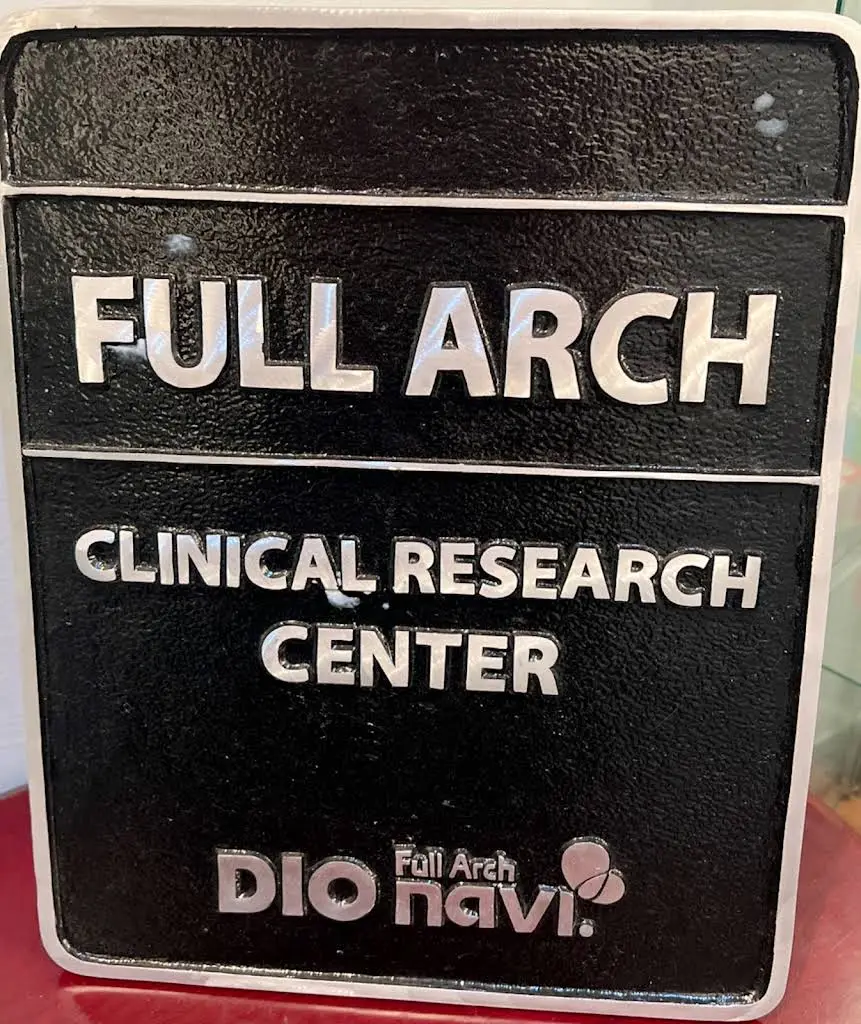 FULL ARCH
CLINICAL RESEARCH
CENTER
DIO Full Arch navi.